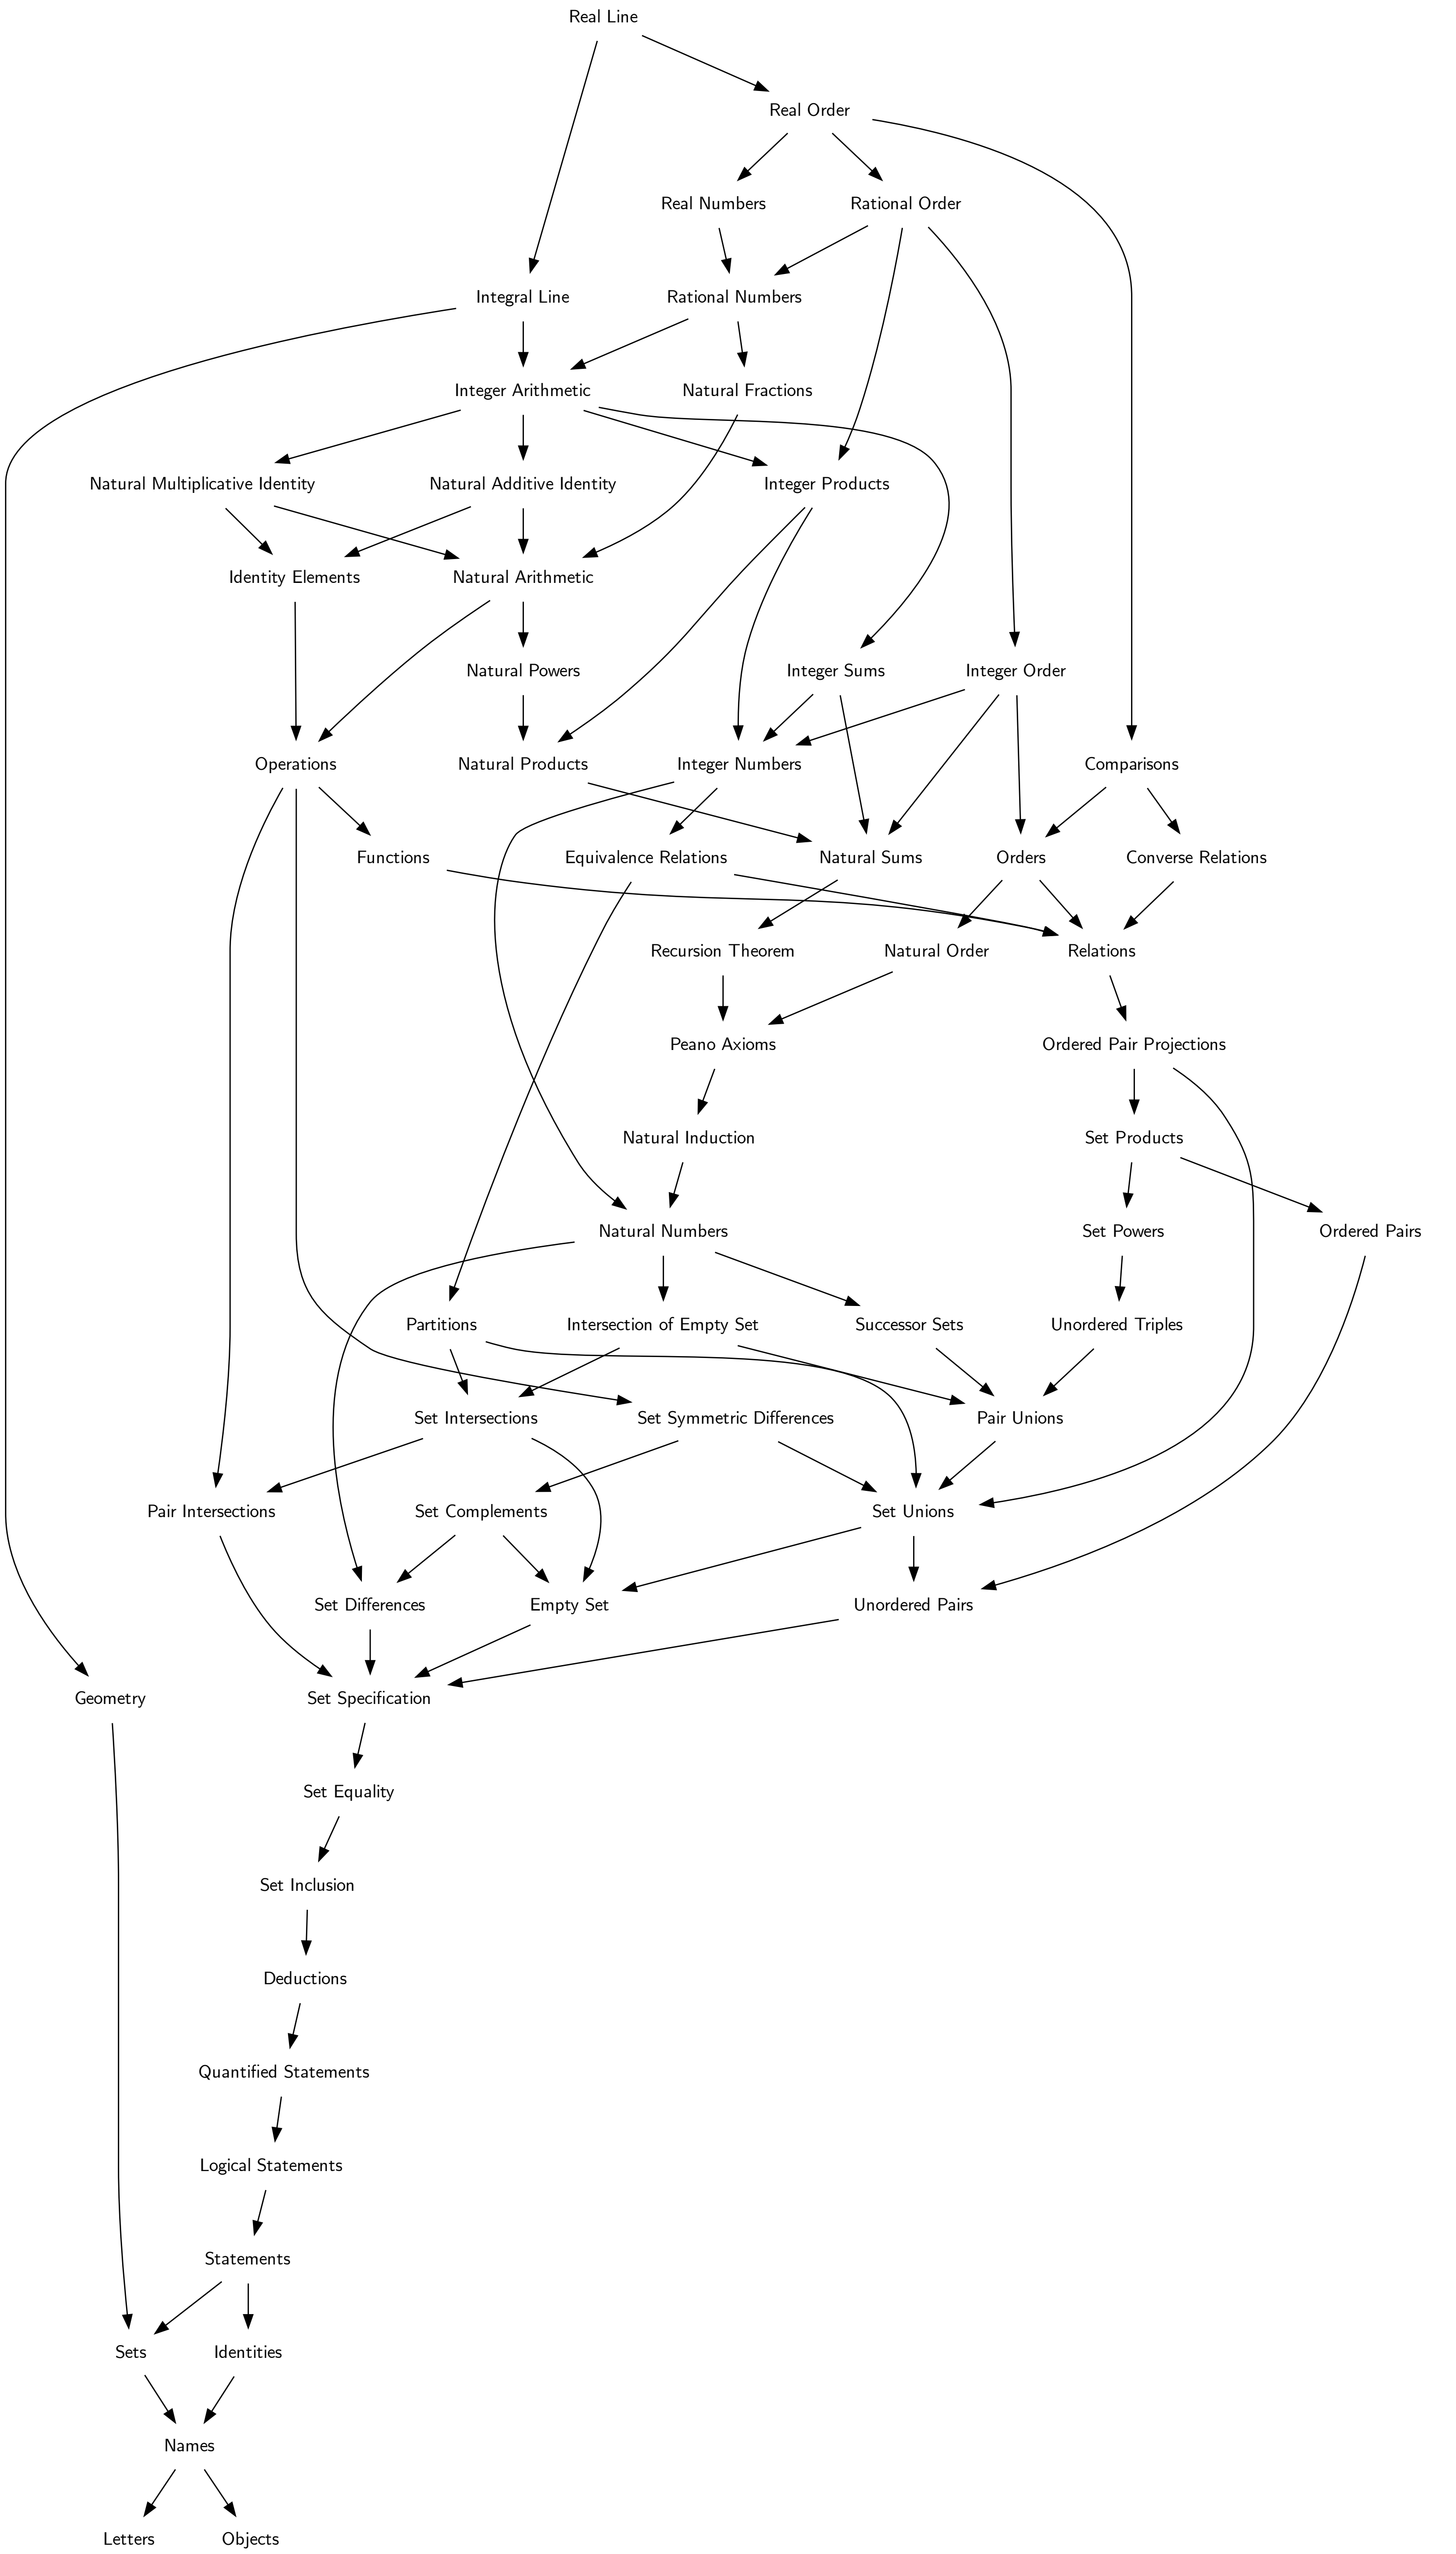 Real Line
Real Order
Real Numbers
Rational Order
Integral Line
Rational Numbers
Integer Arithmetic
Natural Fractions
Natural Multiplicative Identity
Natural Additive Identity
Integer Products
Identity Elements
Natural Arithmetic
Natural Powers
Integer Sums
Integer Order
Operations
Natural Products
Integer Numbers
Comparisons
Functions
Equivalence Relations
Natural Sums
Orders
Converse Relations
Recursion Theorem
Natural Order
Relations
Peano Axioms
Ordered Pair Projections
Natural Induction
Set Products
Natural Numbers
Set Powers
Ordered Pairs
Partitions
Intersection of Empty Set
Successor Sets
Unordered Triples
Set Intersections
Set Symmetric Differences
Pair Unions
Pair Intersections
Set Complements
Set Unions
Set Differences
Empty Set
Unordered Pairs
Geometry
Set Specification
Set Equality
Set Inclusion
Deductions
Quantified Statements
Logical Statements
Statements
Sets
Identities
Names
Letters
Objects